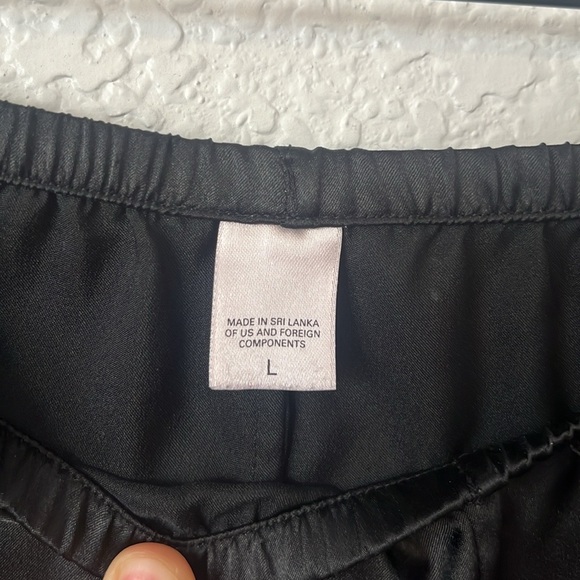 MADE IN SRI LANKA
OF US AND FOREIGN
COMPONENTS
L